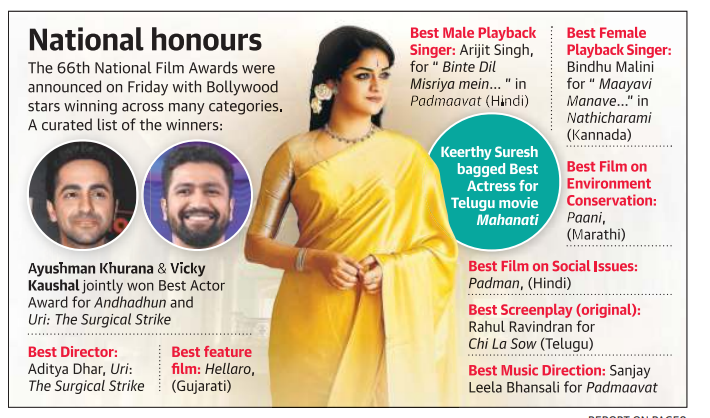 National honours
The 66th National Film Awards were
announced on Friday with Bollywood
stars winning across many categories.
A curated list of the winners:
Ayushman Khurana & Vicky
Kaushal jointly won Best Actor
Award for Andhadhun and
Uri: The Surgical Strike
Best Director:
Aditya Dhar, Uri:
The Surgical Strike
Best feature
film: Hellaro,
(Gujarati)
Best Male Playback
Singer: Arijit Singh,
for “ Binte Dil
Misriya mein... “ in
Padmaavat (Hindi)
Keerthy Suresh
bagged Best
Actress for
Telugu movie
Mahanati
Best Female
Playback Singer:
Bindhu Malini
for “ Maayavi
Manave...“ in
Nathicharami
(Kannada)
Best Film on
Environment
Conservation:
Paani,
(Marathi)
Best Film on Social Issues:
Padman, (Hindi)
Best Screenplay (original):
Rahul Ravindran for
Chi La Sow (Telugu)
Best Music Direction: Sanjay
Leela Bhansali for Padmaavat